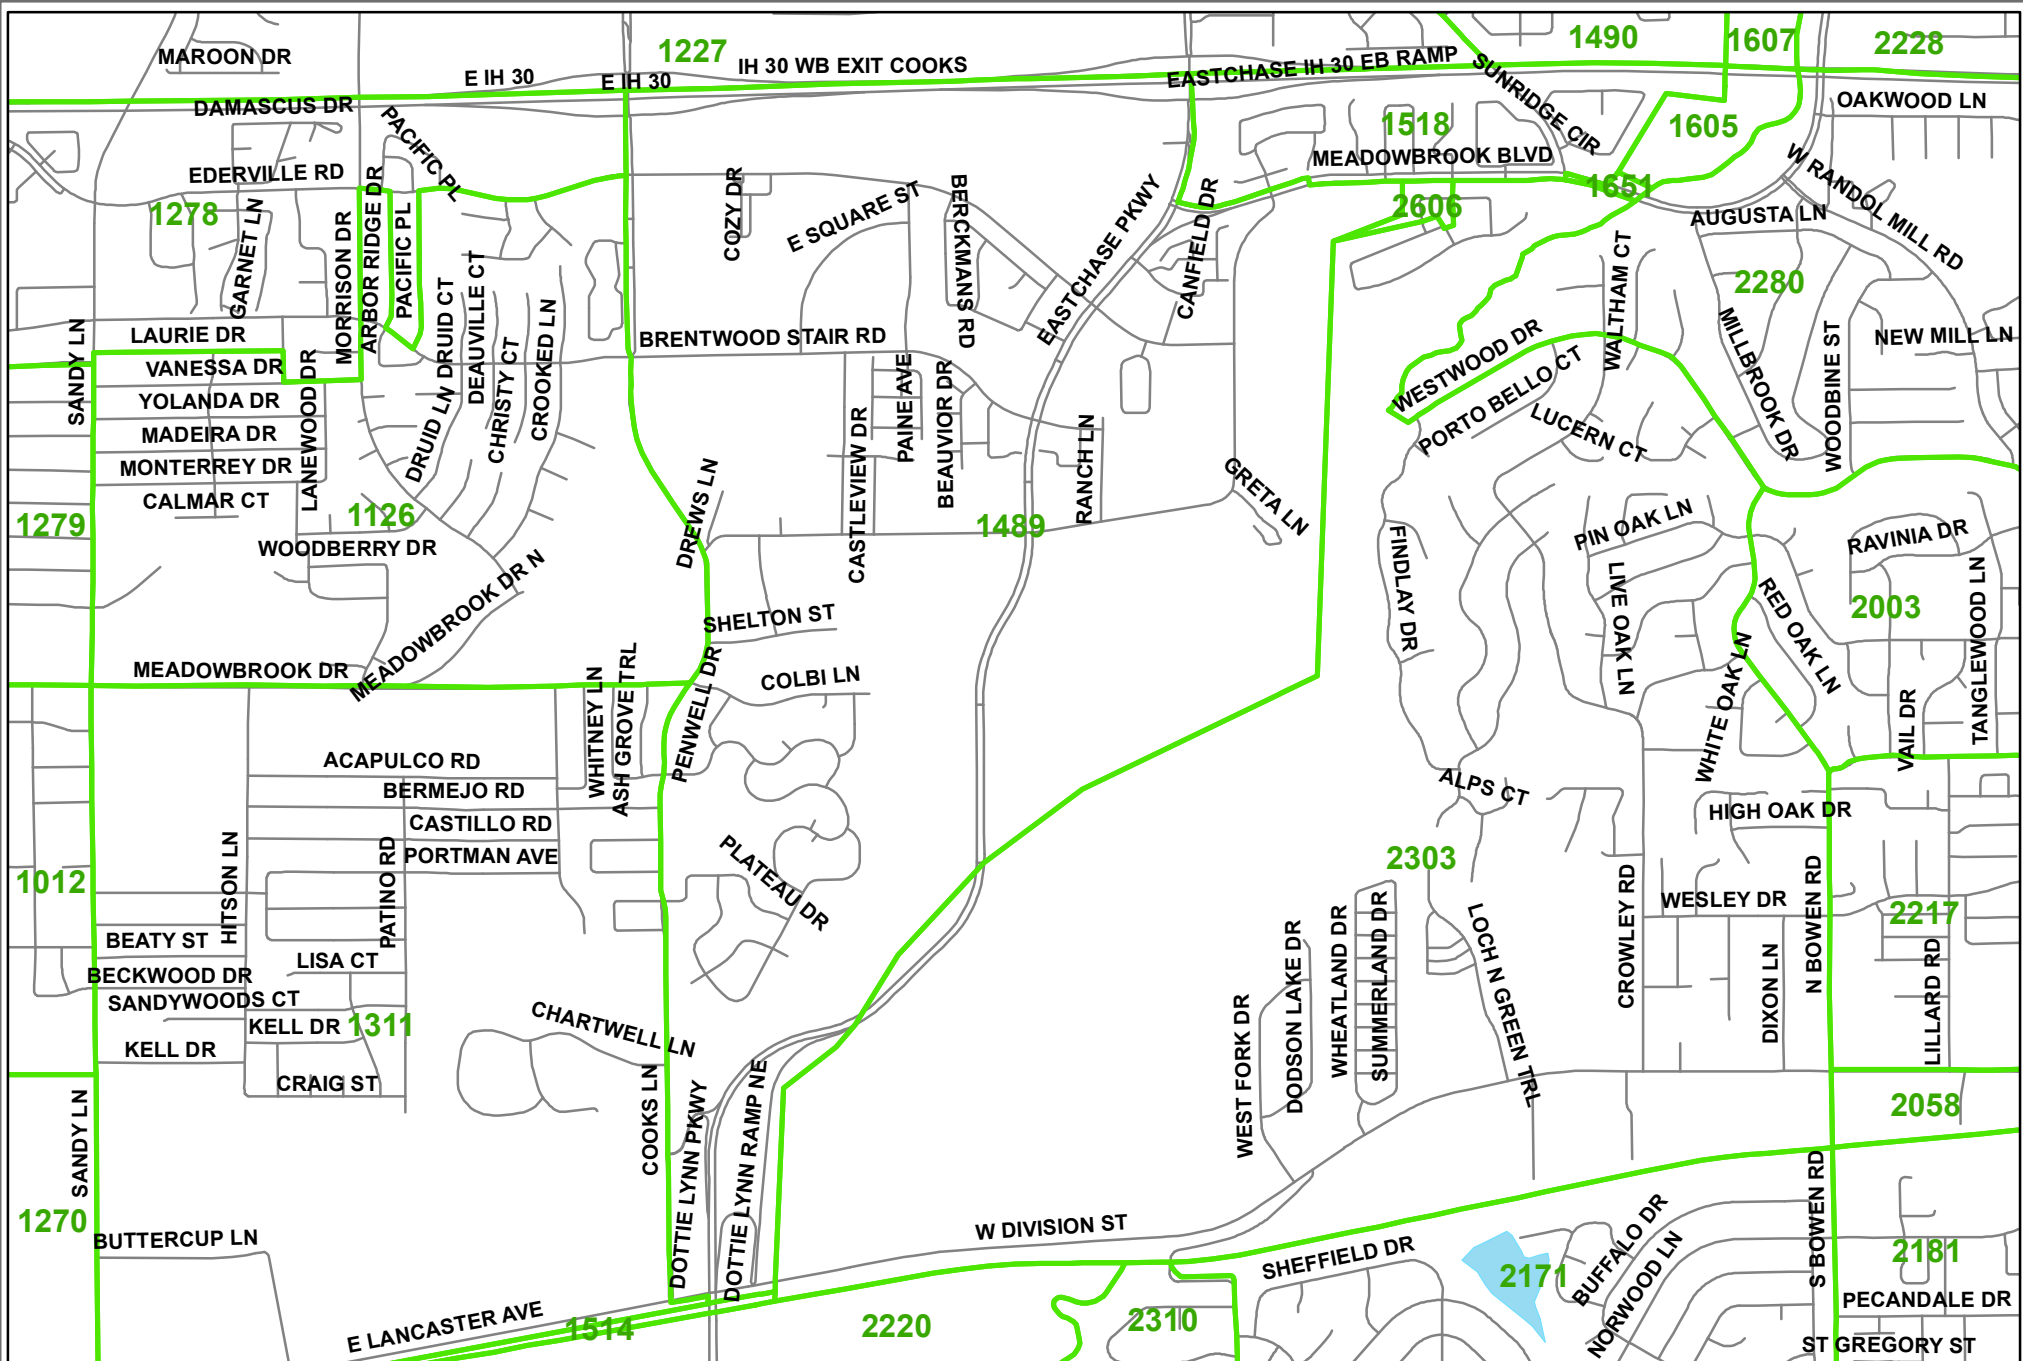 1227
1490
1607
2228
MAROON DR
E IH 30
E IH 30
IH 30 WB EXIT COOKS
EASTCHASE IH 30 EB RAMP
SUNRIDGE CIR
DAMASCUS DR
OAKWOOD LN
PACIFIC PL
1518
1605
EDERVILLE RD
MEADOWBROOK BLVD
W RANDOL MILL RD
1278
GARNET LN
MORRISON DR
ARBOR RIDGE DR
PACIFIC PL
COZY DR
E SQUARE ST
BERCKMANS RD
EASTCHASE PKWY
CANFIELD DR
2606
1651
AUGUSTA LN
WALTHAM CT
2280
DRUID CT
DEAUVILLE CT
CROOKED LN
LAURIE DR
SANDY LN
BRENTWOOD STAIR RD
MILLBROOK DR
WOODBINE ST
NEW MILL LN
VANESSA DR
LANEWOOD DR
DRUID LN
CHRISTY CT
WESTWOOD DR
PORTO BELLO CT
YOLANDA DR
MADEIRA DR
MONTERREY DR
CALMAR CT
CASTLEVIEW DR
PAINE AVE
BEAUVIOR DR
RANCH LN
LUCERN CT
GRETA LN
1279
1126
DREWS LN
1489
PIN OAK LN
RAVINIA DR
WOODBERRY DR
MEADOWBROOK DR N
FINDLAY DR
LIVE OAK LN
RED OAK LN
2003
TANGLEWOOD LN
SHELTON ST
MEADOWBROOK DR
WHITNEY LN
ASH GROVE TRL
PENWELL DR
COLBI LN
WHITE OAK LN
VAIL DR
ACAPULCO RD
BERMEJO RD
ALPS CT
HIGH OAK DR
CASTILLO RD
PORTMAN AVE
HITSON LN
PATINO RD
PLATEAU DR
2303
1012
CROWLEY RD
WESLEY DR
N BOWEN RD
2217
BEATY ST
LISA CT
BECKWOOD DR
SANDYWOODS CT
KELL DR
1311
KELL DR
CRAIG ST
CHARTWELL LN
WEST FORK DR
DODSON LAKE DR
WHEATLAND DR
SUMMERLAND DR
LOCH N GREEN TRL
DIXON LN
LILLARD RD
2058
SANDY LN
COOKS LN
DOTTIE LYNN PKWY
DOTTIE LYNN RAMP NE
1270
BUTTERCUP LN
W DIVISION ST
SHEFFIELD DR
2171
BUFFALO DR
NORWOOD LN
S BOWEN RD
2181
E LANCASTER AVE
1514
2220
2310
PECANDALE DR
ST GREGORY ST